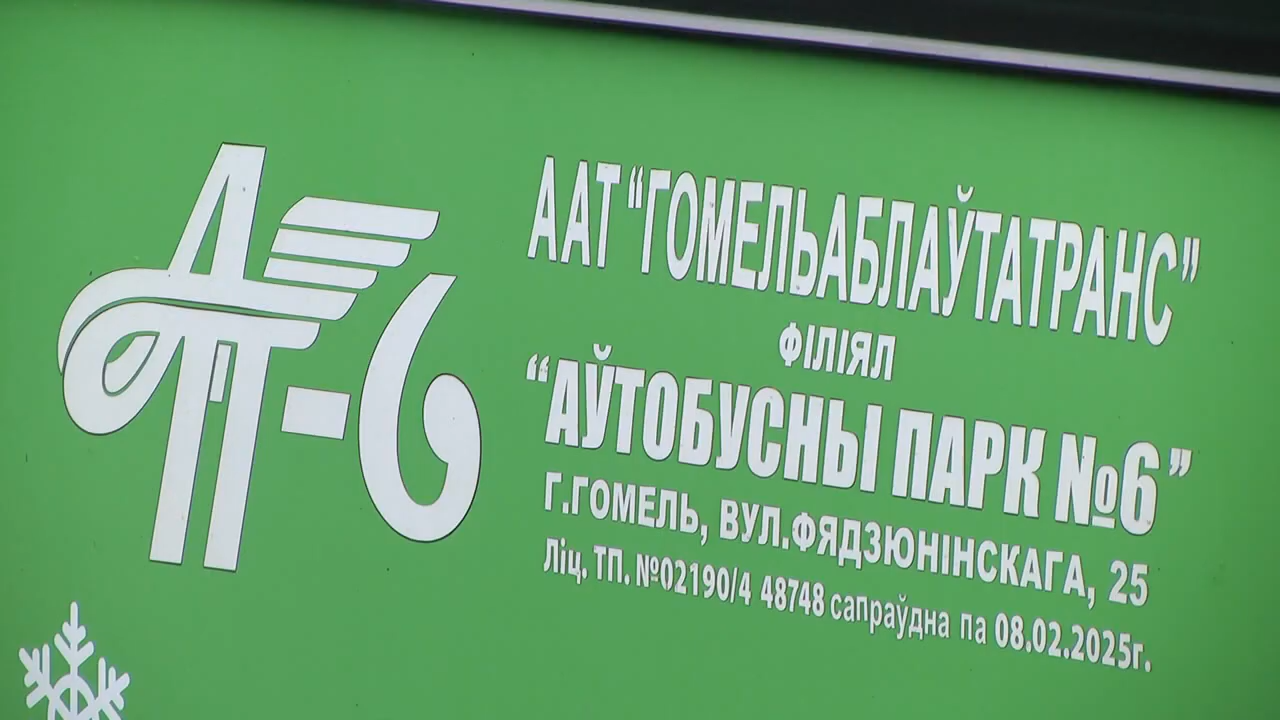 АП-6
ААТ “ГОМЕЛЬАБЛАЎТАТРАНС”
ФІЛІЯЛ
“АЎТОБУСНЫ ПАРК №6”
Г.ГОМЕЛЬ, ВУЛ.ФЯДЗЮНІНСКАГА, 25
Ліц. ТП. №02190/4 48748 сапраўдна па 08.02.2025г.